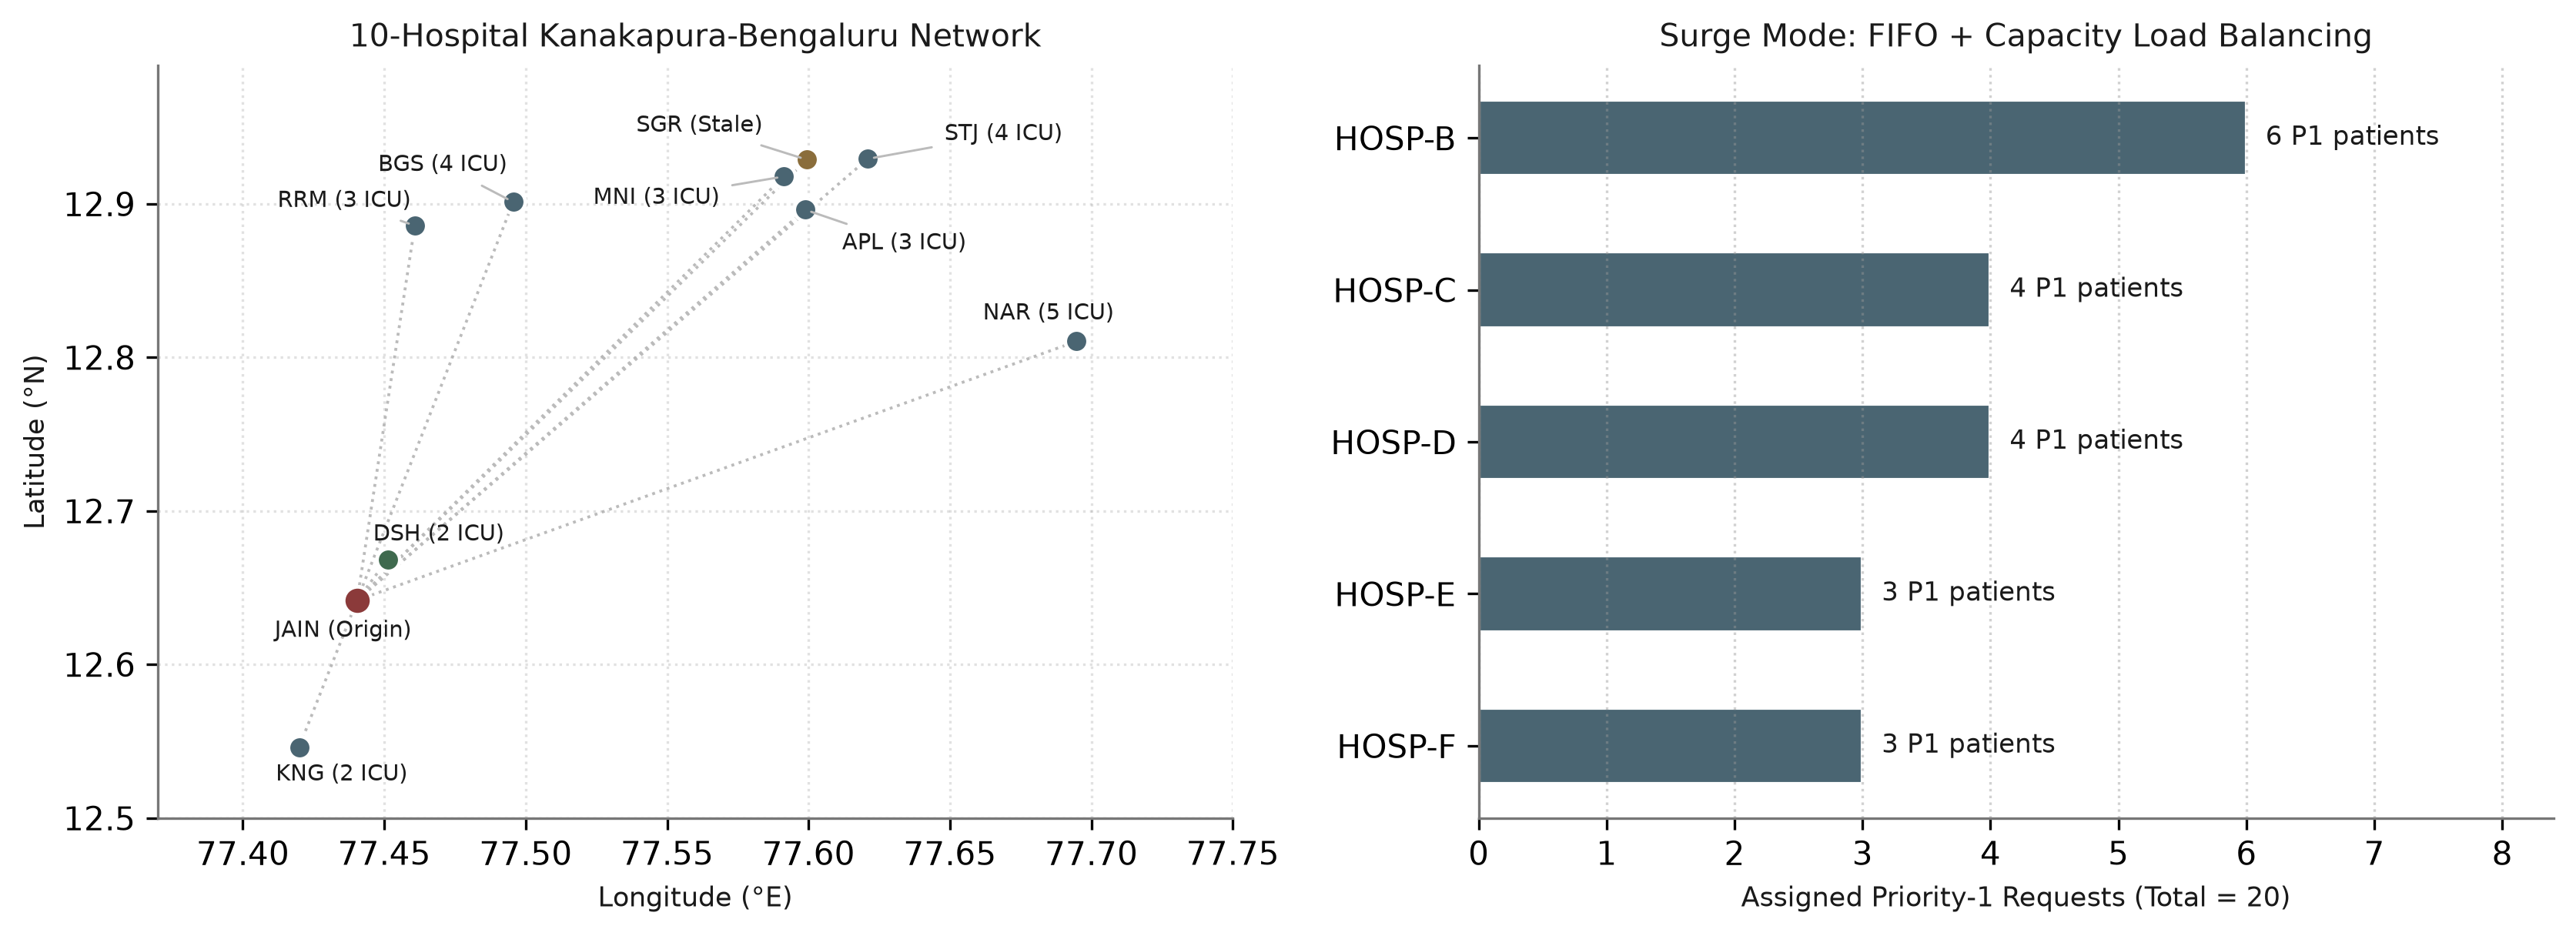 10-Hospital Kanakapura-Bengaluru Network
SGR (Stale)
STJ (4 ICU)
BGS (4 ICU)
RRM (3 ICU)
MNI (3 ICU)
APL (3 ICU)
NAR (5 ICU)
DSH (2 ICU)
JAIN (Origin)
KNG (2 ICU)
Latitude (°N)
12.9
12.8
12.7
12.6
12.5
77.40 77.45 77.50 77.55 77.60 77.65 77.70 77.75
Longitude (°E)
Surge Mode: FIFO + Capacity Load Balancing
HOSP-B 6 P1 patients
HOSP-C 4 P1 patients
HOSP-D 4 P1 patients
HOSP-E 3 P1 patients
HOSP-F 3 P1 patients
0 1 2 3 4 5 6 7 8
Assigned Priority-1 Requests (Total = 20)